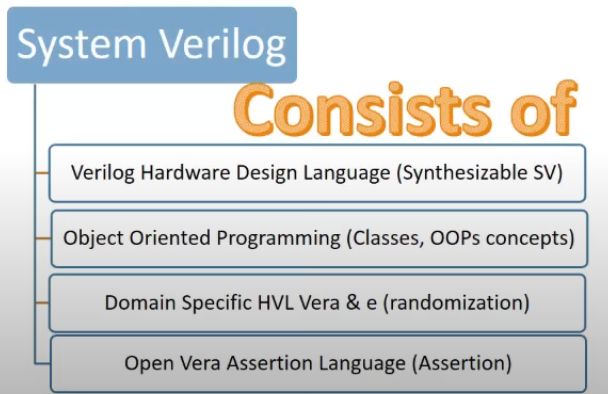 System Verilog
Consists of
Verilog Hardware Design Language (Synthesizable SV)
Object Oriented Programming (Classes, OOPs concepts)
Domain Specific HVL Vera & e (randomization)
Open Vera Assertion Language (Assertion)